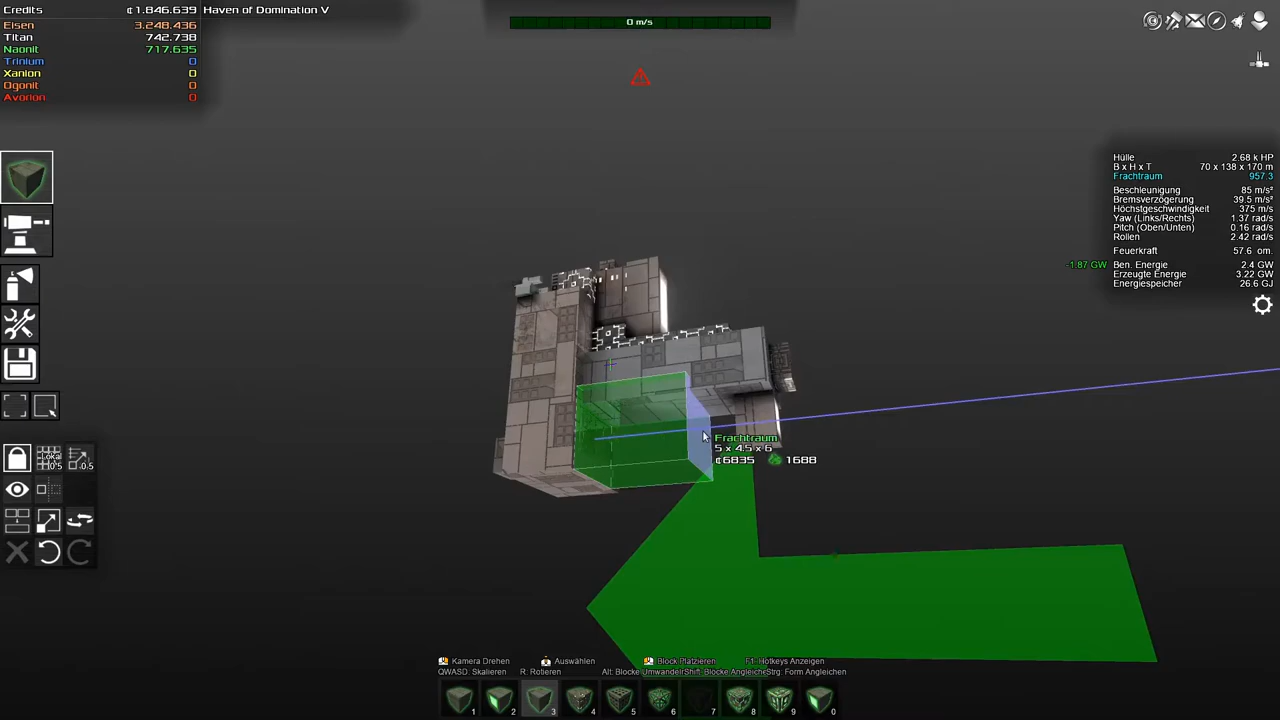 Credits ¢1.846.639 Haven of Domination V
Eisen 3.248.436
Titan 742.738
Naonit 717.635
Trinium 0
Xanion 0
Ogonit 0
Avorion 0
0 m/s
Hülle 2.68 k HP
B x H x T 70 x 138 x 170 m
Frachtraum 957.3
Beschleunigung 85 m/s²
Bremsverzögerung 39.5 m/s²
Höchstgeschwindigkeit 375 m/s
Yaw (Links/Rechts) 1.37 rad/s
Pitch (Oben/Unten) 0.16 rad/s
Rollen 2.42 rad/s
Feuerkraft 57.6 om.
-1.87 GW Ben. Energie 2.4 GW
Erzeugte Energie 3.22 GW
Energiespeicher 26.6 GJ
Frachtraum
5 x 4.5 x 6
¢6835 1688
Lokal
0.5 0.5
Kamera Drehen Auswählen Block Platzieren F1- Hotkeys Anzeigen
QWASD: Skalieren R: Rotieren Alt: Blöcke Umwandeln Shift: Blöcke Angleichen Strg: Form Angleichen
1 2 3 4 5 6 7 8 9 0